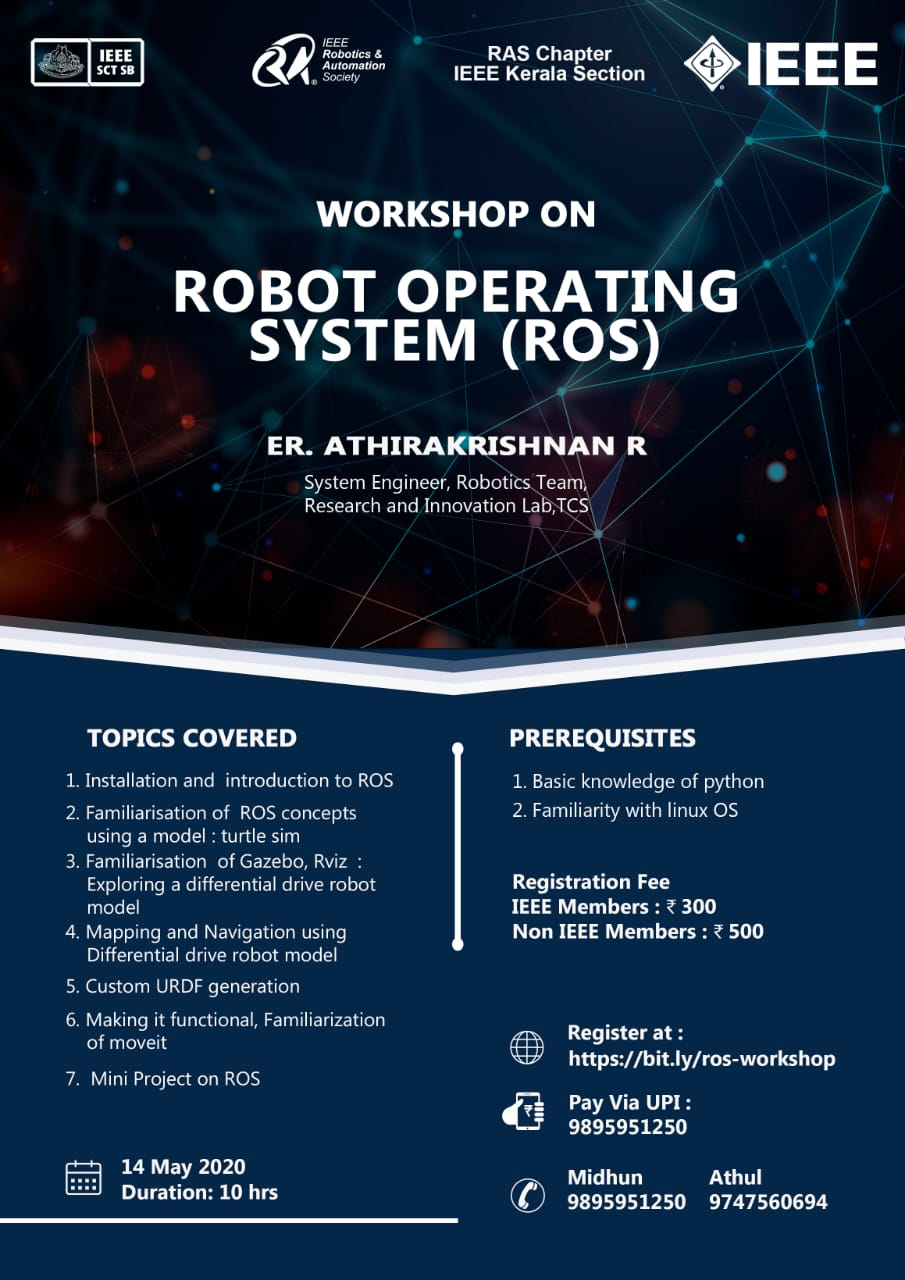 IEEE
SCT SB
IEEE
Robotics &
Automation
Society
RAS Chapter
IEEE Kerala Section
IEEE
WORKSHOP ON
ROBOT OPERATING
SYSTEM (ROS)
ER. ATHIRAKRISHNAN R
System Engineer, Robotics Team,
Research and Innovation Lab,TCS
TOPICS COVERED
1. Installation and introduction to ROS
2. Familiarisation of ROS concepts
using a model : turtle sim
3. Familiarisation of Gazebo, Rviz :
Exploring a differential drive robot
model
4. Mapping and Navigation using
Differential drive robot model
5. Custom URDF generation
6. Making it functional, Familiarization
of moveit
7. Mini Project on ROS
14 May 2020
Duration: 10 hrs
PREREQUISITES
1. Basic knowledge of python
2. Familiarity with linux OS
Registration Fee
IEEE Members : ₹ 300
Non IEEE Members : ₹ 500
Register at :
https://bit.ly/ros-workshop
Pay Via UPI :
9895951250
Midhun Athul
9895951250 9747560694